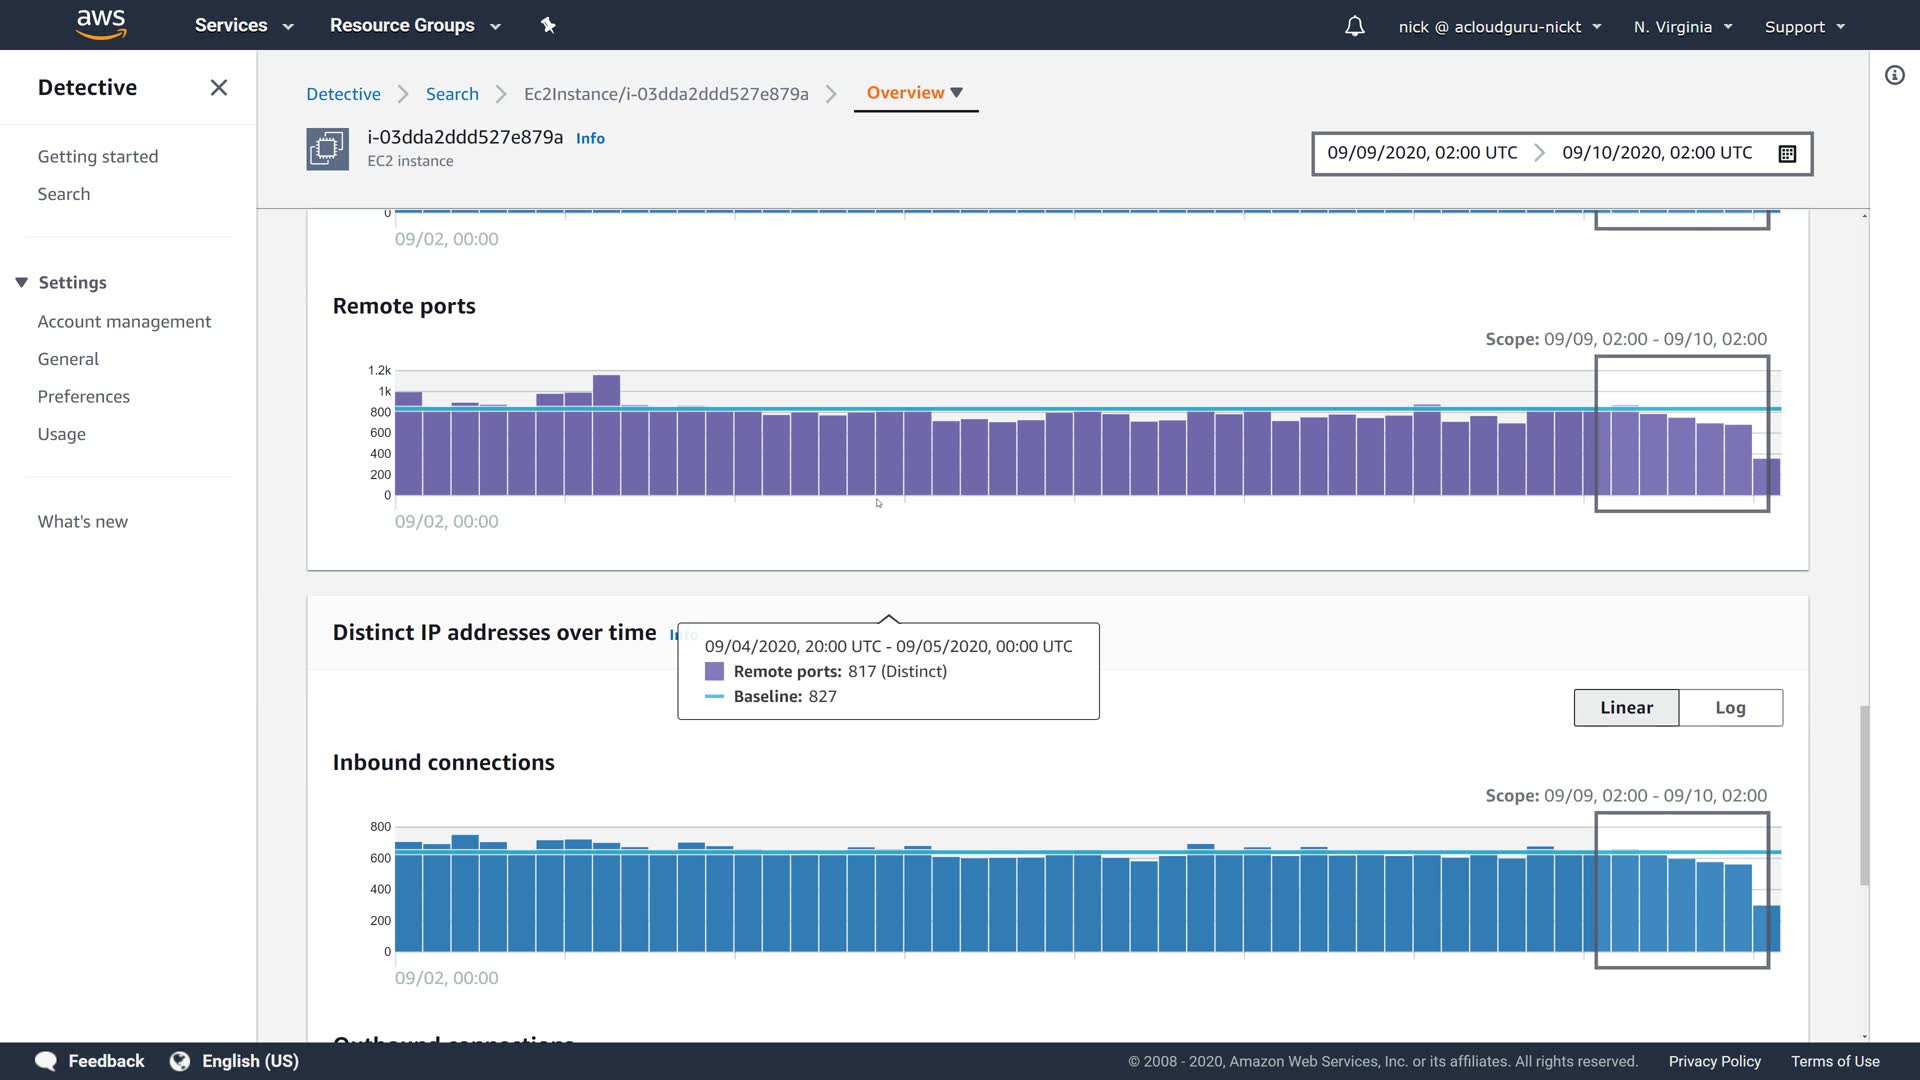 aws
Services
Resource Groups
nick @ acloudguru-nickt
N. Virginia
Support
Detective
Getting started
Search
Settings
Account management
General
Preferences
Usage
What's new
Detective
Search
Ec2Instance/i-03dda2ddd527e879a
Overview
i-03dda2ddd527e879a Info
EC2 instance
09/09/2020, 02:00 UTC
09/10/2020, 02:00 UTC
0
09/02, 00:00
Remote ports
Scope: 09/09, 02:00 - 09/10, 02:00
1.2k
1k
800
600
400
200
0
09/02, 00:00
Distinct IP addresses over time Info
09/04/2020, 20:00 UTC - 09/05/2020, 00:00 UTC
Remote ports: 817 (Distinct)
Baseline: 827
Linear
Log
Inbound connections
Scope: 09/09, 02:00 - 09/10, 02:00
800
600
400
200
0
09/02, 00:00
Outbound connections
Feedback
English (US)
© 2008 - 2020, Amazon Web Services, Inc. or its affiliates. All rights reserved.
Privacy Policy
Terms of Use